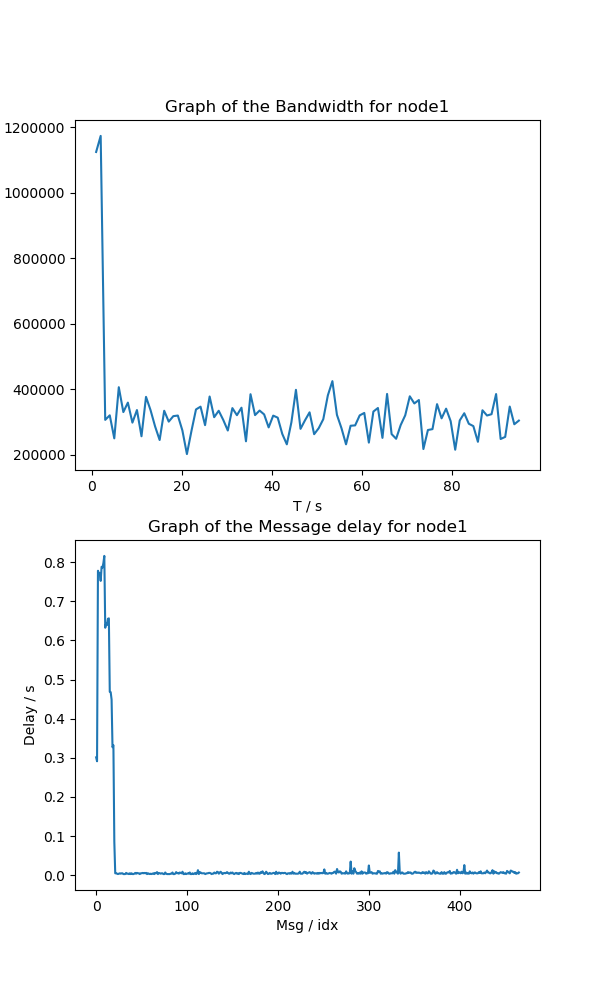 Graph of the Bandwidth for node1
1200000
1000000
800000
600000
400000
200000
0 20 40 60 80
T / s
Graph of the Message delay for node1
0.8
0.7
0.6
0.5
0.4
0.3
0.2
0.1
0.0
Delay / s
0 100 200 300 400
Msg / idx